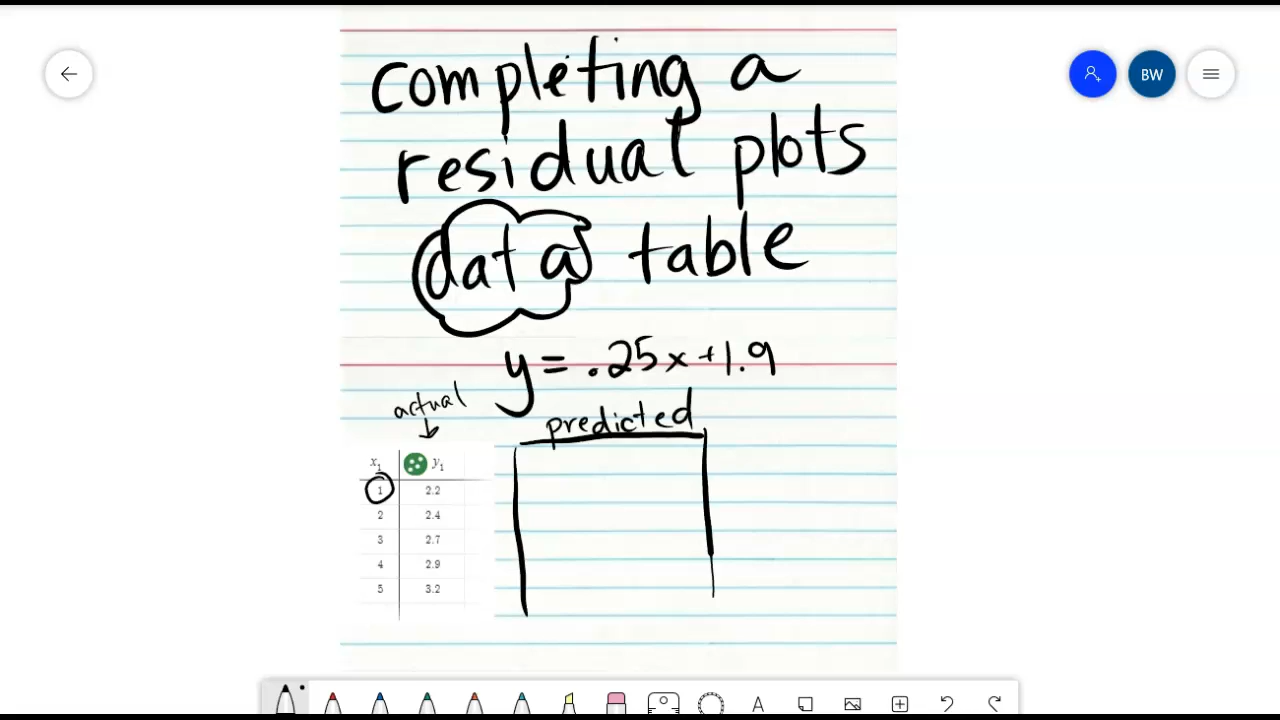 BW
completing a
residual plots
data table
y = .25x + 1.9
actual
predicted
x₁ y₁
1 2.2
2 2.4
3 2.7
4 2.9
5 3.2
A